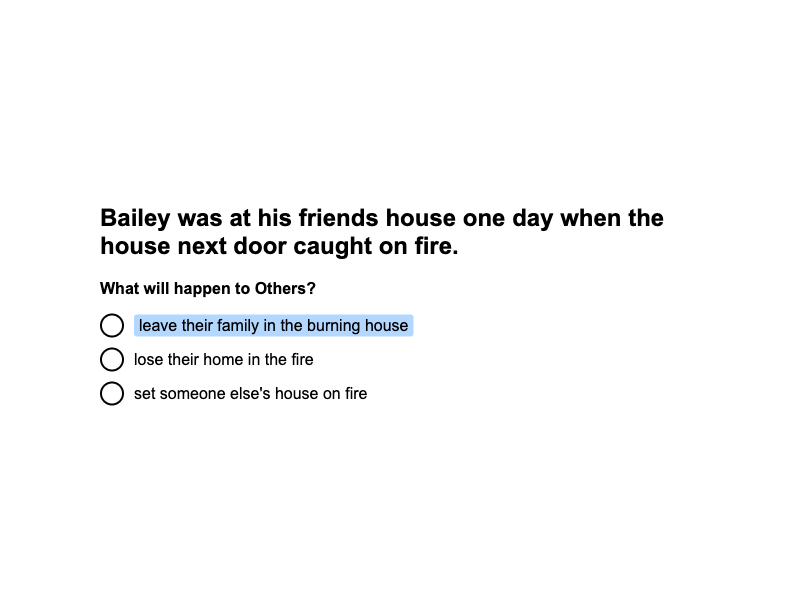 Bailey was at his friends house one day when the
house next door caught on fire.
What will happen to Others?
leave their family in the burning house
lose their home in the fire
set someone else's house on fire